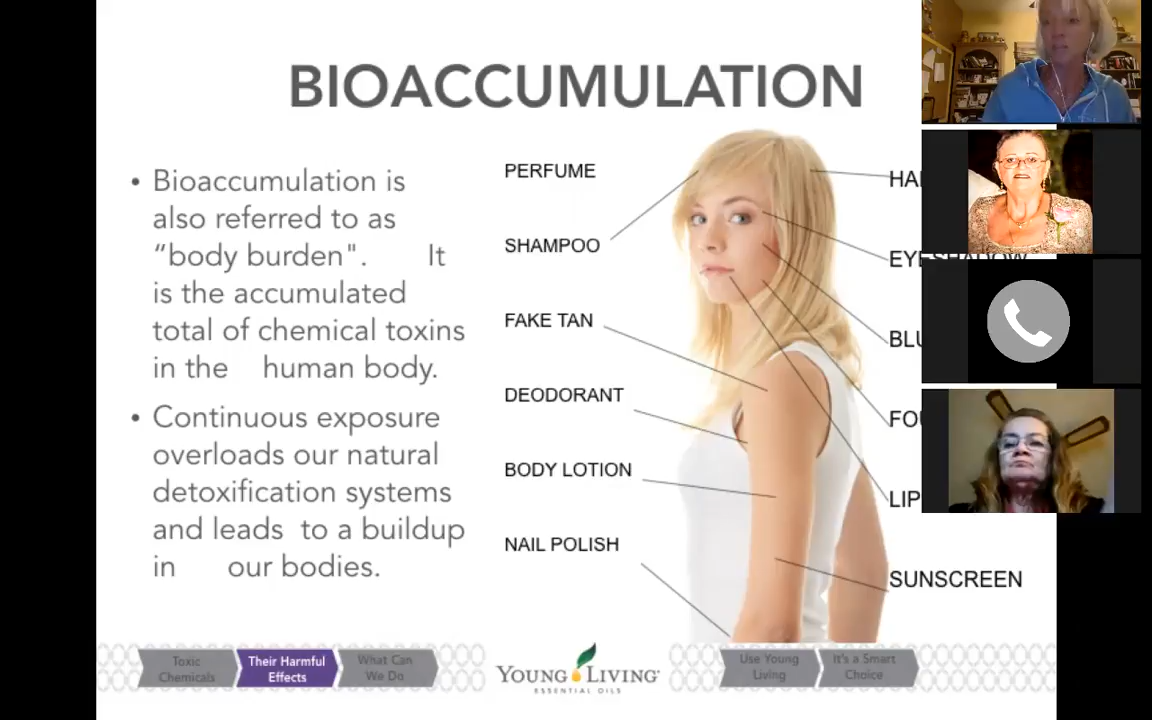 BIOACCUMULATION
• Bioaccumulation is
also referred to as
“body burden". It
is the accumulated
total of chemical toxins
in the human body.
• Continuous exposure
overloads our natural
detoxification systems
and leads to a buildup
in our bodies.
PERFUME
SHAMPOO
FAKE TAN
DEODORANT
BODY LOTION
NAIL POLISH
EYESHADOW
SUNSCREEN
Toxic
Chemicals
Their Harmful
Effects
What Can
We Do
YOUNG LIVING
ESSENTIAL OILS
Use Young
Living
It's a Smart
Choice